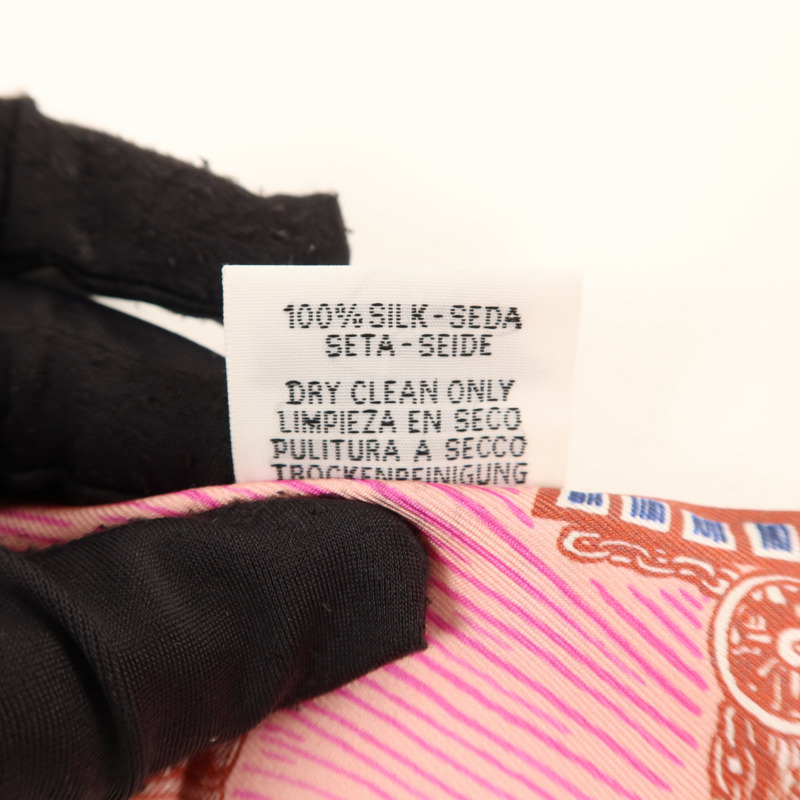 100% SILK - SEDA
SETA - SEIDE
DRY CLEAN ONLY
LIMPIEZA EN SECO
PULITURA A SECCO
TROCKENREINIGUNG